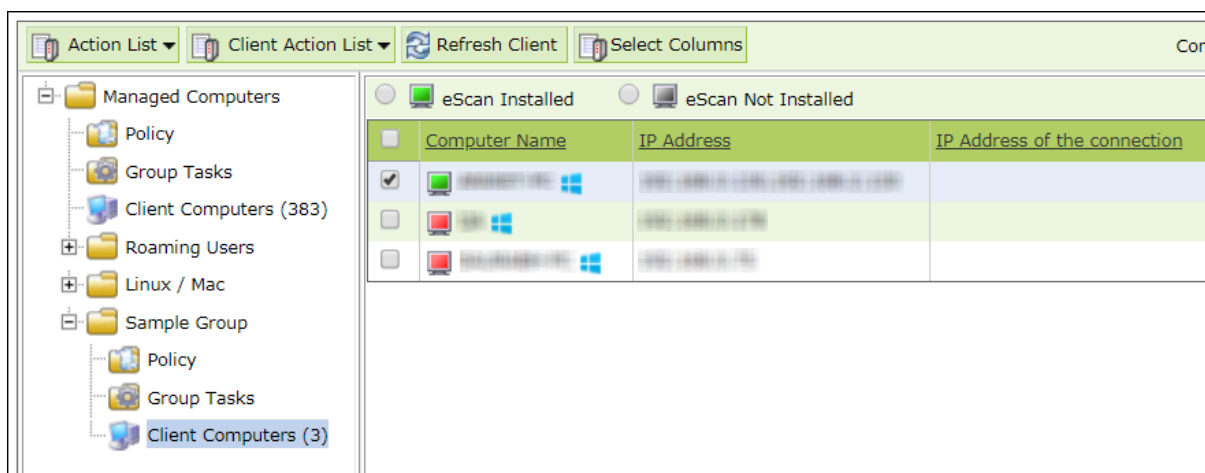 Action List Client Action List Refresh Client Select Columns Con
Managed Computers
Policy
Group Tasks
Client Computers (383)
Roaming Users
Linux / Mac
Sample Group
Policy
Group Tasks
Client Computers (3)
eScan Installed eScan Not Installed
Computer Name IP Address IP Address of the connection